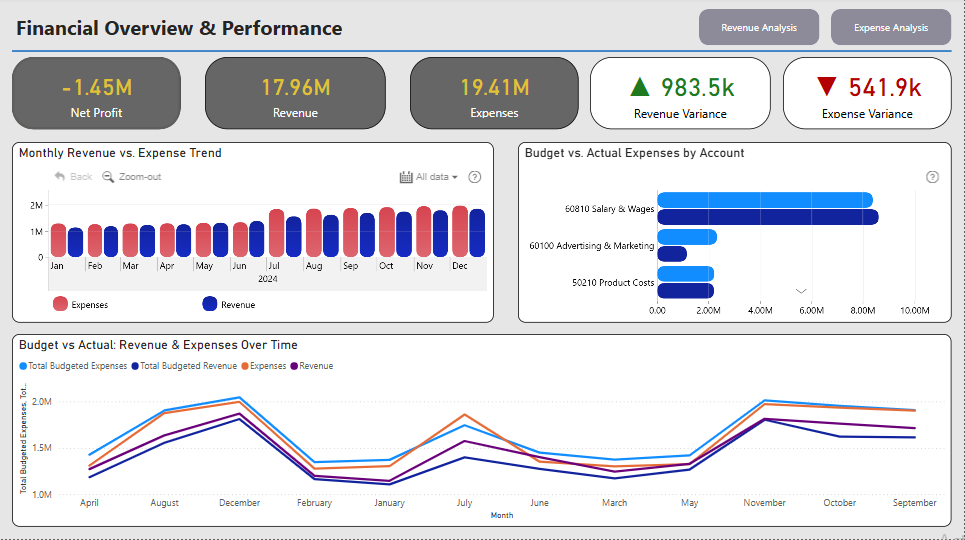 Financial Overview & Performance
Revenue Analysis
Expense Analysis
-1.45M
Net Profit
17.96M
Revenue
19.41M
Expenses
▲ 983.5k
Revenue Variance
▼ 541.9k
Expense Variance
Monthly Revenue vs. Expense Trend
Back Zoom-out All data ?
2M
1M
0
Jan Feb Mar Apr May Jun Jul Aug Sep Oct Nov Dec
2024
Expenses Revenue
Budget vs. Actual Expenses by Account
?
60810 Salary & Wages
60100 Advertising & Marketing
50210 Product Costs
0.00 2.00M 4.00M 6.00M 8.00M 10.00M
Budget vs Actual: Revenue & Expenses Over Time
Total Budgeted Expenses Total Budgeted Revenue Expenses Revenue
Total Budgeted Expenses, Tot...
2.0M
1.5M
1.0M
April August December February January July June March May November October September
Month